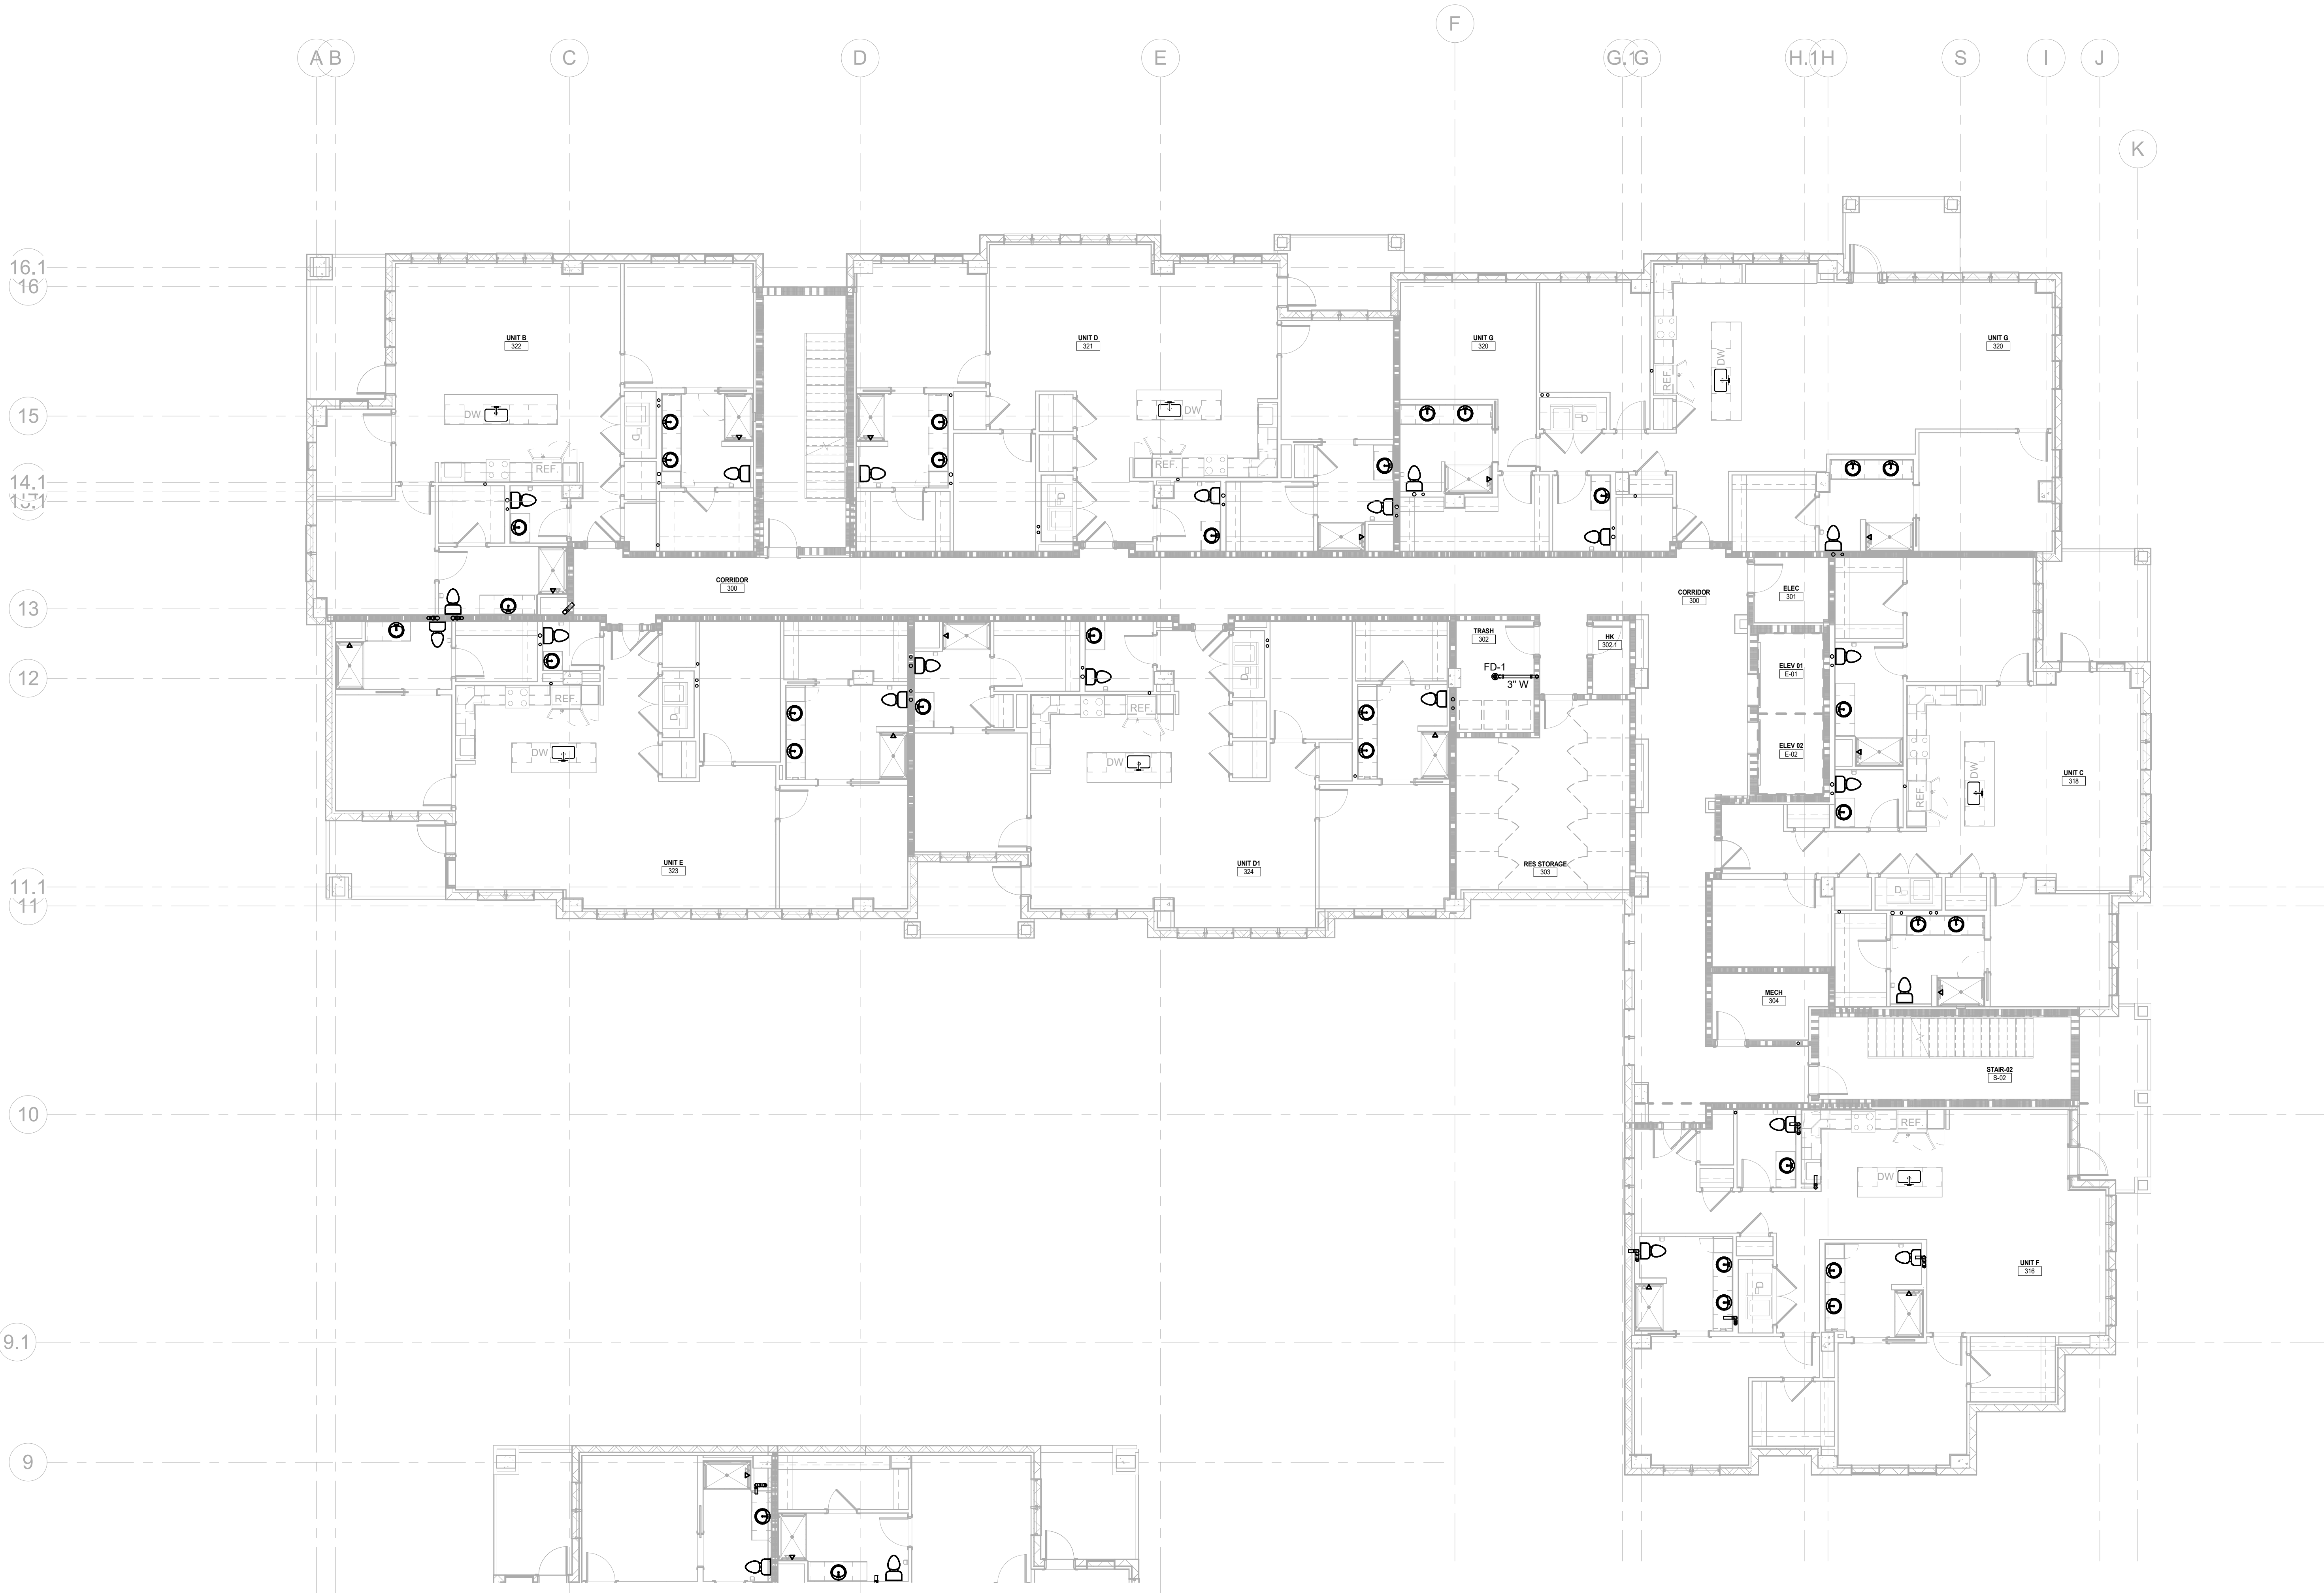 F
A B C D E G.1 G H.1 H S I J
K
16.1
16
UNIT B
322
UNIT D
321
UNIT G
320
UNIT G
320
DW
REF.
15
DW
DW
D
D
REF.
REF.
D
14.1
13.1
D
CORRIDOR
300
CORRIDOR
300
ELEC
301
13
TRASH
302
HK
302.1
12
FD-1
3" W
ELEV 01
E-01
REF.
REF.
D
D
DW
DW
ELEV 02
E-02
DW
REF.
UNIT C
318
UNIT E
323
UNIT D1
324
RES STORAGE
303
11.1
11
D
MECH
304
STAIR-02
S-02
10
REF.
DW
UNIT F
316
D
9.1
9